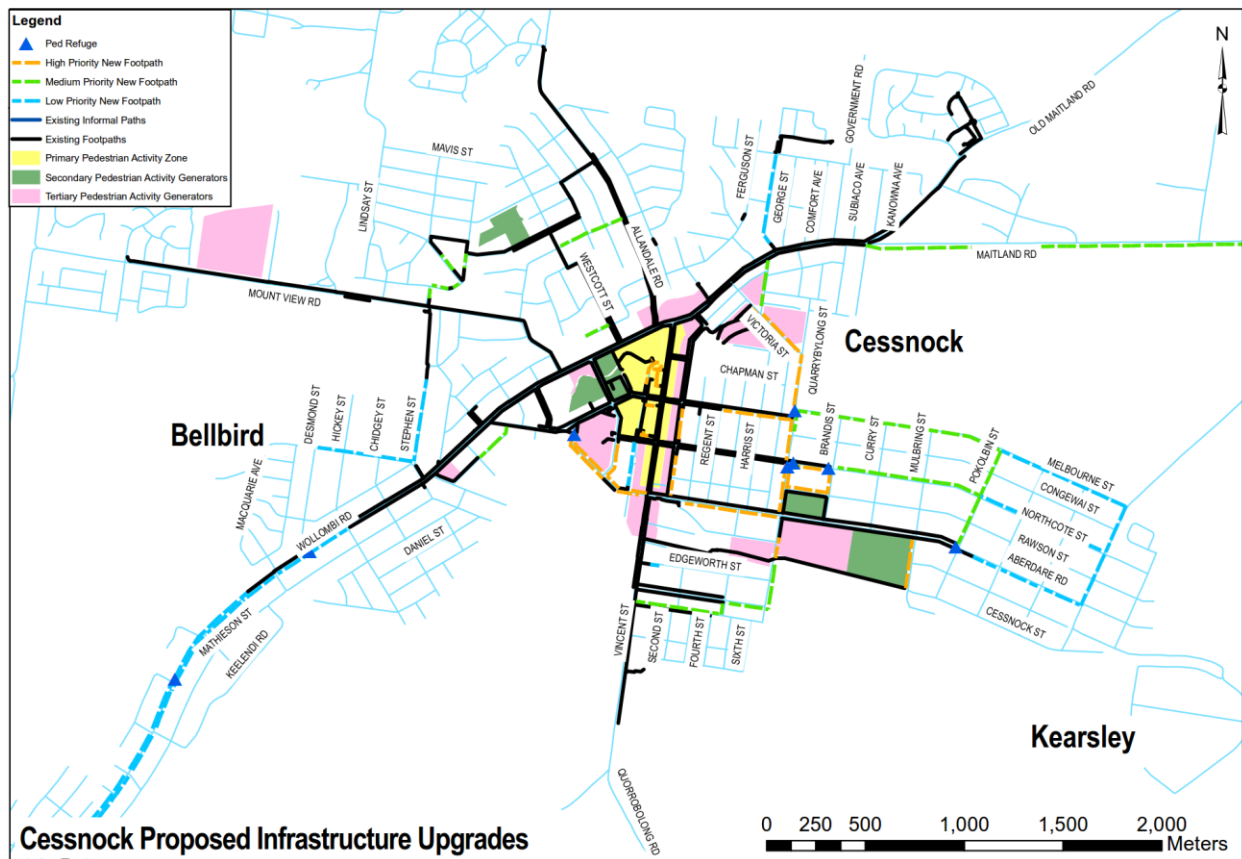 Legend
Ped Refuge
High Priority New Footpath
Medium Priority New Footpath
Low Priority New Footpath
Existing Informal Paths
Existing Footpaths
Primary Pedestrian Activity Zone
Secondary Pedestrian Activity Generators
Tertiary Pedestrian Activity Generators
N
OLD MAITLAND RD
GOVERNMENT RD
FERGUSON ST
GEORGE ST
COMFORT AVE
SUBIACO AVE
KANOWNA AVE
MAVIS ST
LINDSAY ST
ALLANDALE RD
WESTCOTT ST
MAITLAND RD
MOUNT VIEW RD
VICTORIA ST
QUARRYBYLONG ST
Cessnock
CHAPMAN ST
DESMOND ST
HICKEY ST
CHIDGEY ST
STEPHEN ST
Bellbird
REGENT ST
HARRIS ST
BRANDIS ST
CURRY ST
MULBRING ST
POKOLBIN ST
MELBOURNE ST
CONGEWAI ST
NORTHCOTE ST
RAWSON ST
ABERDARE RD
MACQUARIE AVE
WOLLOMBI RD
DANIEL ST
EDGEWORTH ST
CESSNOCK ST
MATHIESON ST
KEELENDI RD
VINCENT ST
SECOND ST
FOURTH ST
SIXTH ST
Kearsley
QUORROBOLONG RD
Cessnock Proposed Infrastructure Upgrades
0 250 500 1,000 1,500 2,000
Meters